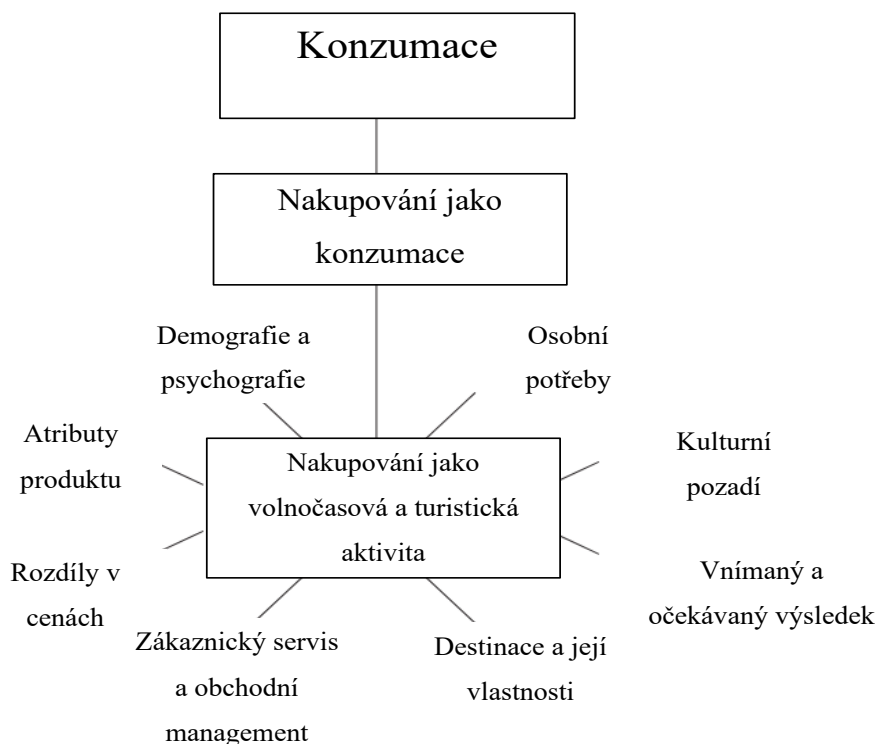 Konzumace
Nakupování jako
konzumace
Demografie a
psychografie
Osobní
potřeby
Atributy
produktu
Nakupování jako
volnočasová a turistická
aktivita
Kulturní
pozadí
Rozdíly v
cenách
Vnímaný a
očekávaný výsledek
Zákaznický servis
a obchodní
management
Destinace a její
vlastnosti